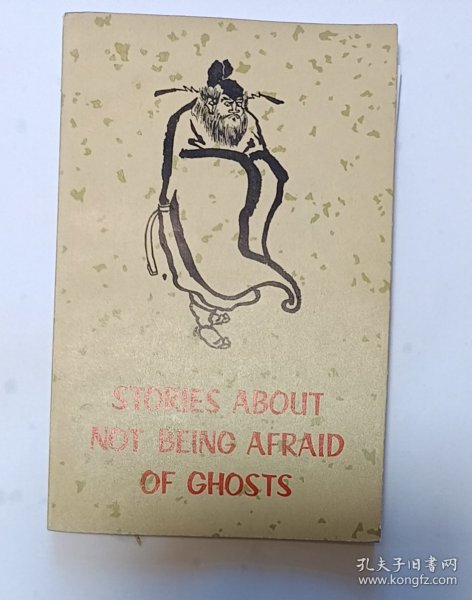 STORIES ABOUT
NOT BEING AFRAID
OF GHOSTS
孔夫子旧书网
www.kongfz.com